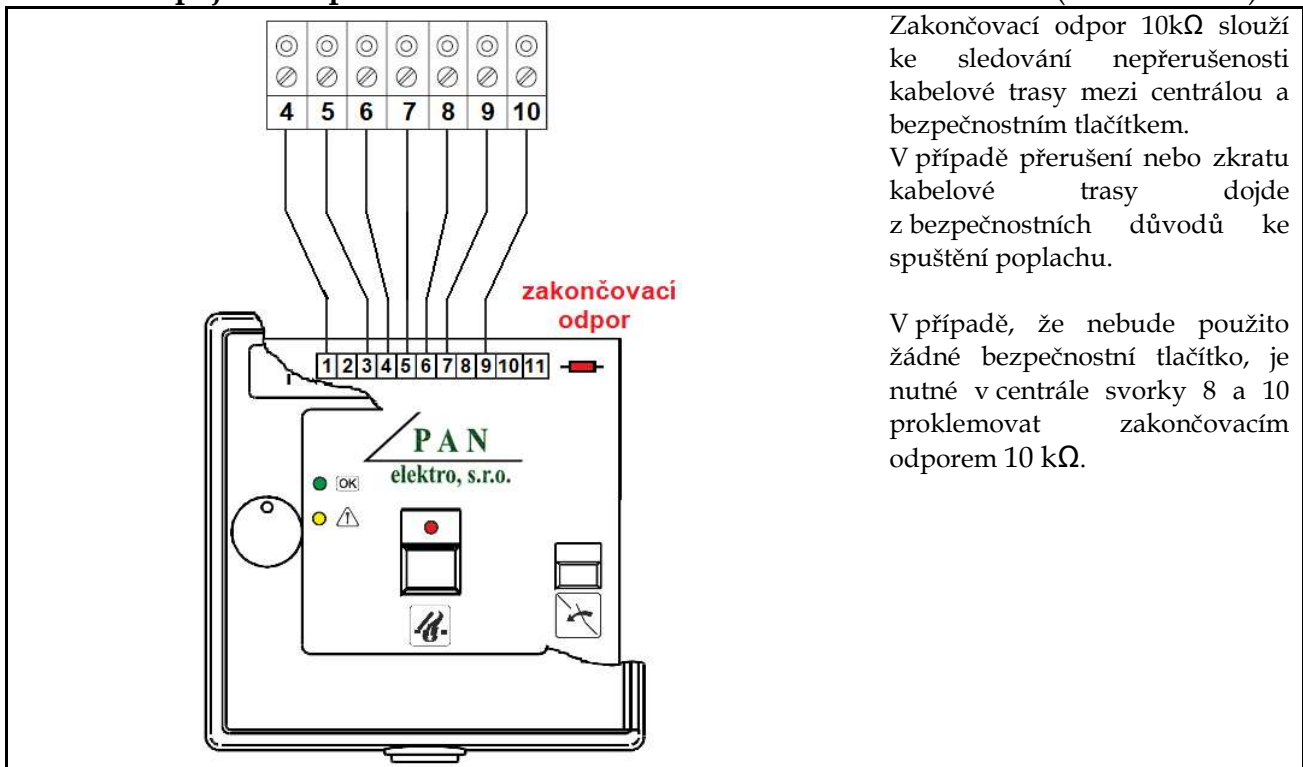 Zakončovací odpor 10kΩ slouží
ke sledování nepřerušenosti
kabelové trasy mezi centrálou a
bezpečnostním tlačítkem.
V případě přerušení nebo zkratu
kabelové trasy dojde
z bezpečnostních důvodů ke
spuštění poplachu.
V případě, že nebude použito
žádné bezpečnostní tlačítko, je
nutné v centrále svorky 8 a 10
proklemovat zakončovacím
odporem 10 kΩ.
4 5 6 7 8 9 10
zakončovací
odpor
1 2 3 4 5 6 7 8 9 10 11
PAN
elektro, s.r.o.
OK